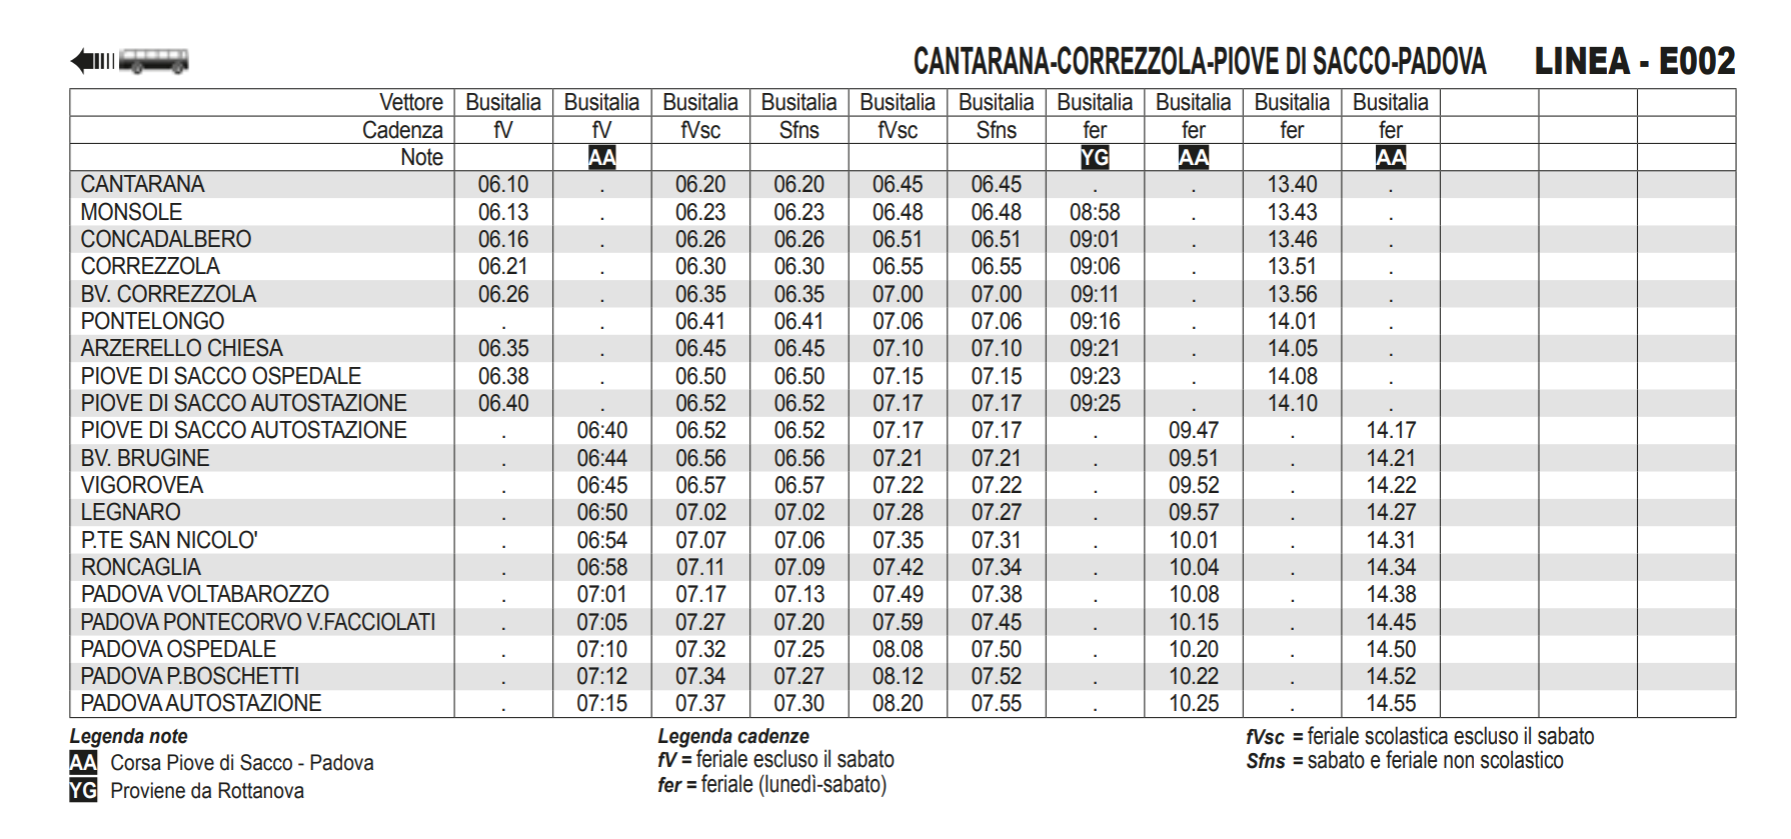 CANTARANA-CORREZZOLA-PIOVE DI SACCO-PADOVA LINEA - E002
Vettore Busitalia Busitalia Busitalia Busitalia Busitalia Busitalia Busitalia Busitalia Busitalia Busitalia
Cadenza fV fV fVsc Sfns fVsc Sfns fer fer fer fer
Note AA YG AA AA
CANTARANA 06.10 . 06.20 06.20 06.45 06.45 . . 13.40 .
MONSOLE 06.13 . 06.23 06.23 06.48 06.48 08:58 . 13.43 .
CONCADALBERO 06.16 . 06.26 06.26 06.51 06.51 09:01 . 13.46 .
CORREZZOLA 06.21 . 06.30 06.30 06.55 06.55 09:06 . 13.51 .
BV. CORREZZOLA 06.26 . 06.35 06.35 07.00 07.00 09:11 . 13.56 .
PONTELONGO . . 06.41 06.41 07.06 07.06 09:16 . 14.01 .
ARZERELLO CHIESA 06.35 . 06.45 06.45 07.10 07.10 09:21 . 14.05 .
PIOVE DI SACCO OSPEDALE 06.38 . 06.50 06.50 07.15 07.15 09:23 . 14.08 .
PIOVE DI SACCO AUTOSTAZIONE 06.40 . 06.52 06.52 07.17 07.17 09:25 . 14.10 .
PIOVE DI SACCO AUTOSTAZIONE . 06:40 06.52 06.52 07.17 07.17 . 09.47 . 14.17
BV. BRUGINE . 06:44 06.56 06.56 07.21 07.21 . 09.51 . 14.21
VIGOROVEA . 06:45 06.57 06.57 07.22 07.22 . 09.52 . 14.22
LEGNARO . 06:50 07.02 07.02 07.28 07.27 . 09.57 . 14.27
P.TE SAN NICOLO' . 06:54 07.07 07.06 07.35 07.31 . 10.01 . 14.31
RONCAGLIA . 06:58 07.11 07.09 07.42 07.34 . 10.04 . 14.34
PADOVA VOLTABAROZZO . 07:01 07.17 07.13 07.49 07.38 . 10.08 . 14.38
PADOVA PONTECORVO V.FACCIOLATI . 07:05 07.27 07.20 07.59 07.45 . 10.15 . 14.45
PADOVA OSPEDALE . 07:10 07.32 07.25 08.08 07.50 . 10.20 . 14.50
PADOVA P.BOSCHETTI . 07:12 07.34 07.27 08.12 07.52 . 10.22 . 14.52
PADOVA AUTOSTAZIONE . 07:15 07.37 07.30 08.20 07.55 . 10.25 . 14.55
Legenda note
AA Corsa Piove di Sacco - Padova
YG Proviene da Rottanova
Legenda cadenze
fV = feriale escluso il sabato
fer = feriale (lunedì-sabato)
fVsc = feriale scolastica escluso il sabato
Sfns = sabato e feriale non scolastico